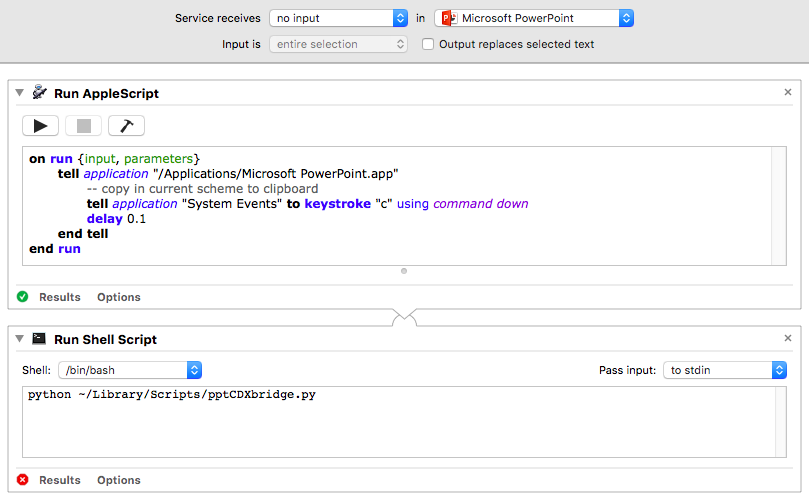 Service receives no input in Microsoft PowerPoint
Input is entire selection Output replaces selected text
Run AppleScript
on run {input, parameters}
tell application "/Applications/Microsoft PowerPoint.app"
-- copy in current scheme to clipboard
tell application "System Events" to keystroke "c" using command down
delay 0.1
end tell
end run
Results Options
Run Shell Script
Shell: /bin/bash Pass input: to stdin
python ~/Library/Scripts/pptCDXbridge.py
Results Options